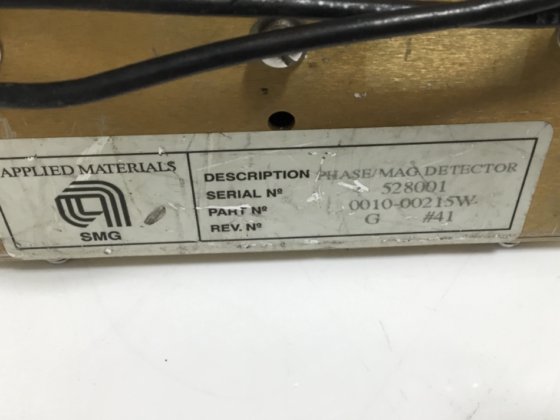 APPLIED MATERIALS
SMG
DESCRIPTION PHASE/MAG DETECTOR
SERIAL Nº 528001
PART Nº 0010-00215W
REV. Nº G #41